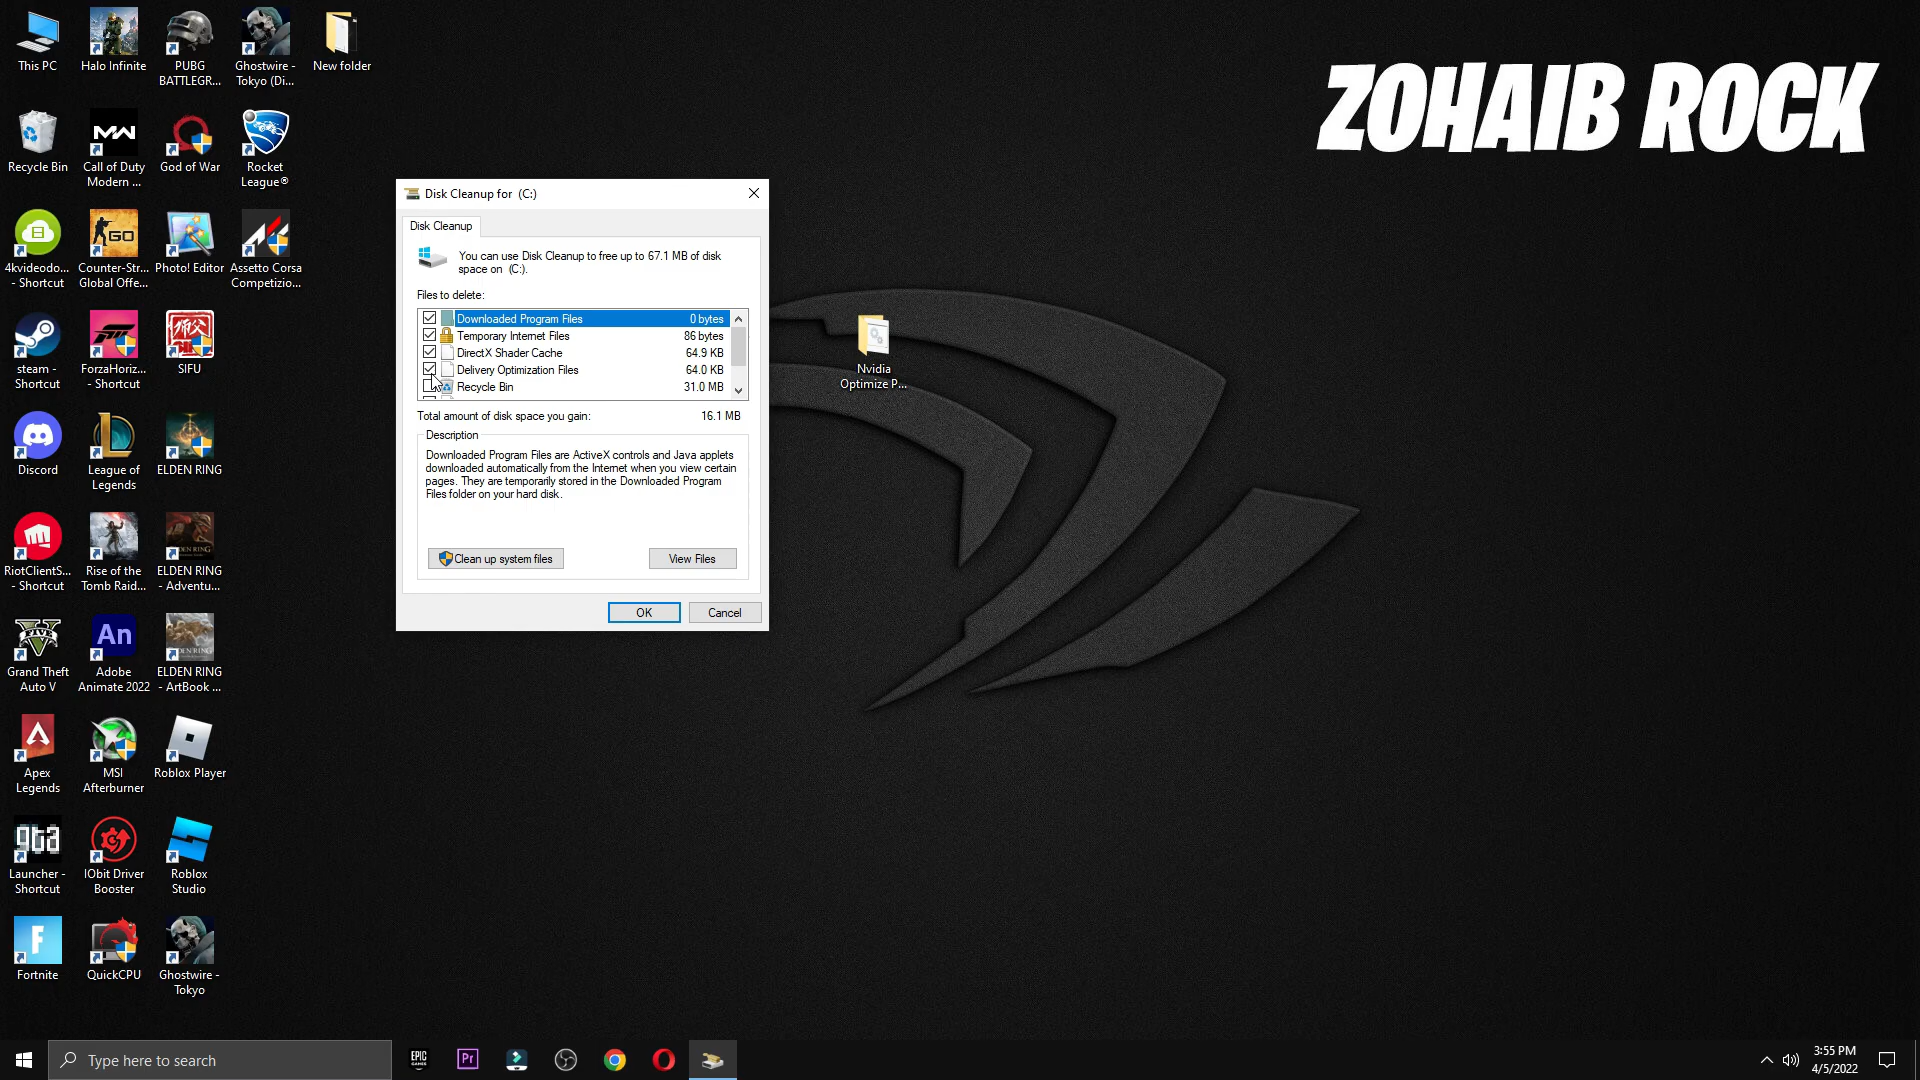 This PC
Halo Infinite
PUBG
BATTLEGR...
Ghostwire -
Tokyo (Di...
New folder
ZOHAIB ROCK
Recycle Bin
Call of Duty
Modern ...
God of War
Rocket
League®
4kvideodo...
- Shortcut
Counter-Str...
Global Offe...
Photo! Editor
Assetto Corsa
Competizio...
steam -
Shortcut
ForzaHoriz...
- Shortcut
SIFU
Discord
League of
Legends
ELDEN RING
RiotClientS...
- Shortcut
Rise of the
Tomb Raid...
ELDEN RING
- Adventu...
Grand Theft
Auto V
Adobe
Animate 2022
ELDEN RING
- ArtBook ...
Apex
Legends
MSI
Afterburner
Roblox Player
Launcher -
Shortcut
IObit Driver
Booster
Roblox
Studio
Fortnite
QuickCPU
Ghostwire -
Tokyo
Disk Cleanup for (C:)
Disk Cleanup
You can use Disk Cleanup to free up to 67.1 MB of disk
space on (C:).
Files to delete:
Downloaded Program Files 0 bytes
Temporary Internet Files 86 bytes
DirectX Shader Cache 64.9 KB
Delivery Optimization Files 64.0 KB
Recycle Bin 31.0 MB
Total amount of disk space you gain: 16.1 MB
Description
Downloaded Program Files are ActiveX controls and Java applets
downloaded automatically from the Internet when you view certain
pages. They are temporarily stored in the Downloaded Program
Files folder on your hard disk.
Clean up system files
View Files
OK
Cancel
Nvidia
Optimize P...
Type here to search
3:55 PM
4/5/2022